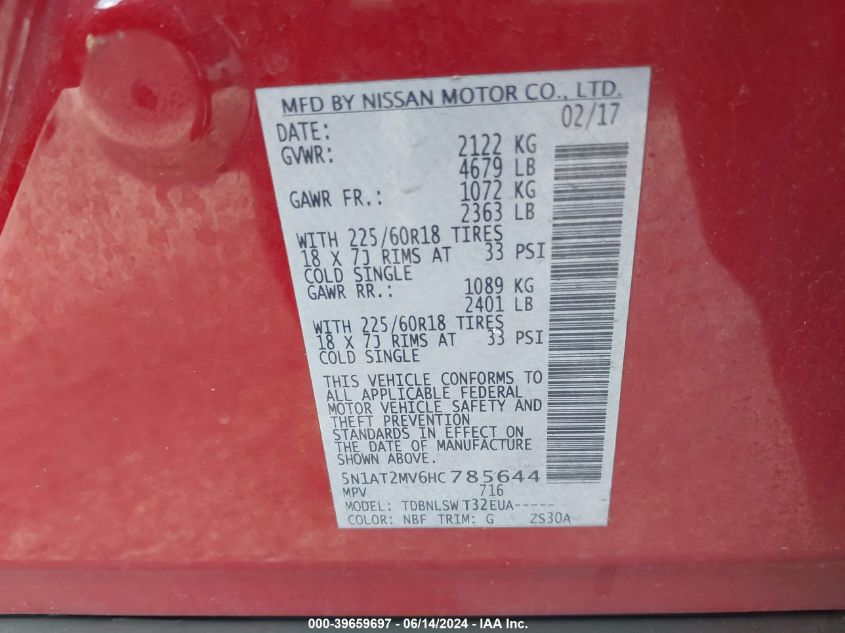 MFD BY NISSAN MOTOR CO., LTD.
DATE: 02/17
GVWR: 2122 KG
4679 LB
GAWR FR.: 1072 KG
2363 LB
WITH 225/60R18 TIRES
18 X 7J RIMS AT 33 PSI
COLD SINGLE
GAWR RR.: 1089 KG
2401 LB
WITH 225/60R18 TIRES
18 X 7J RIMS AT 33 PSI
COLD SINGLE
THIS VEHICLE CONFORMS TO
ALL APPLICABLE FEDERAL
MOTOR VEHICLE SAFETY AND
THEFT PREVENTION
STANDARDS IN EFFECT ON
THE DATE OF MANUFACTURE
SHOWN ABOVE.
5N1AT2MV6HC785644
MPV 716
MODEL: TDBNLSW T32EUA-----
COLOR: NBF TRIM: G ZS30A
000-39659697 - 06/14/2024 - IAA, Inc.